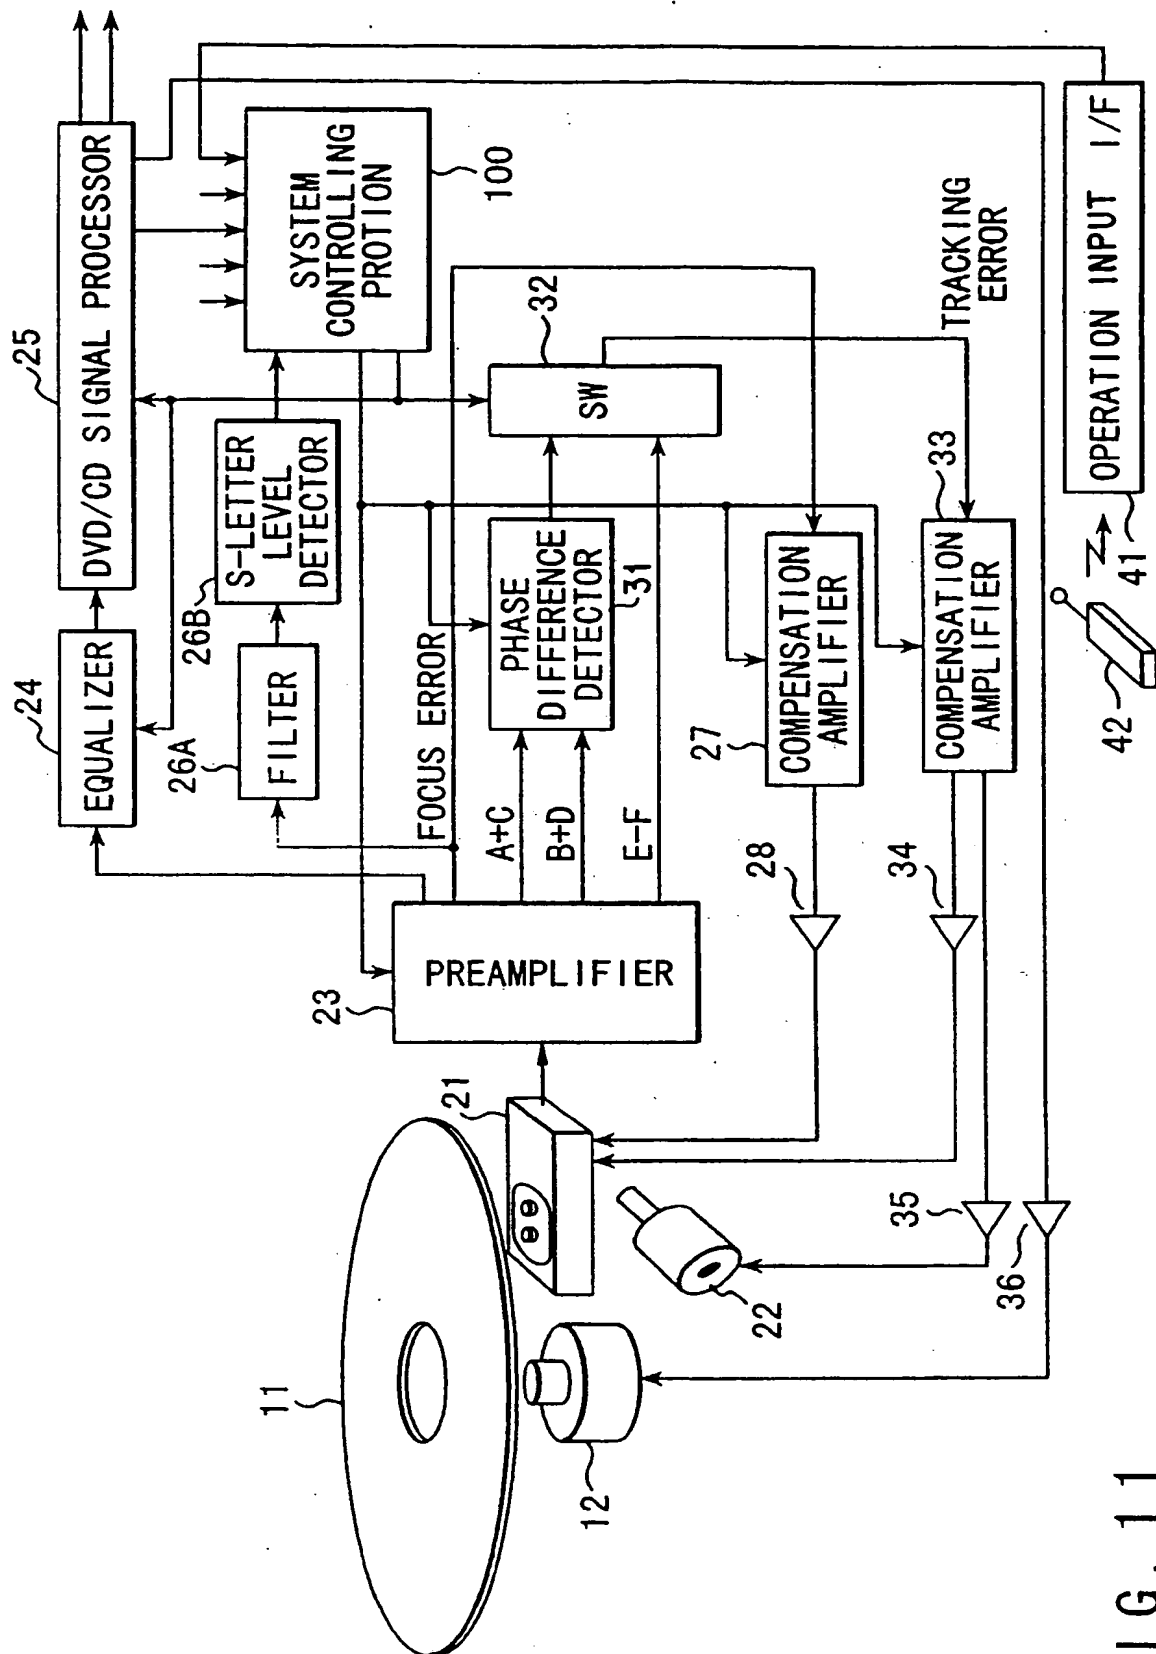 25
DVD/CD SIGNAL PROCESSOR
24
EQUALIZER
26B
S-LETTER
LEVEL
DETECTOR
SYSTEM
CONTROLLING
PROTION
100
26A
FILTER
FOCUS ERROR
A+C
B+D
E-F
PHASE
DIFFERENCE
DETECTOR
31
32
SW
TRACKING
ERROR
23
PREAMPLIFIER
21
11
27
COMPENSATION
AMPLIFIER
28
33
COMPENSATION
AMPLIFIER
34
35
36
22
12
OPERATION INPUT I/F
41
42
IG. 11